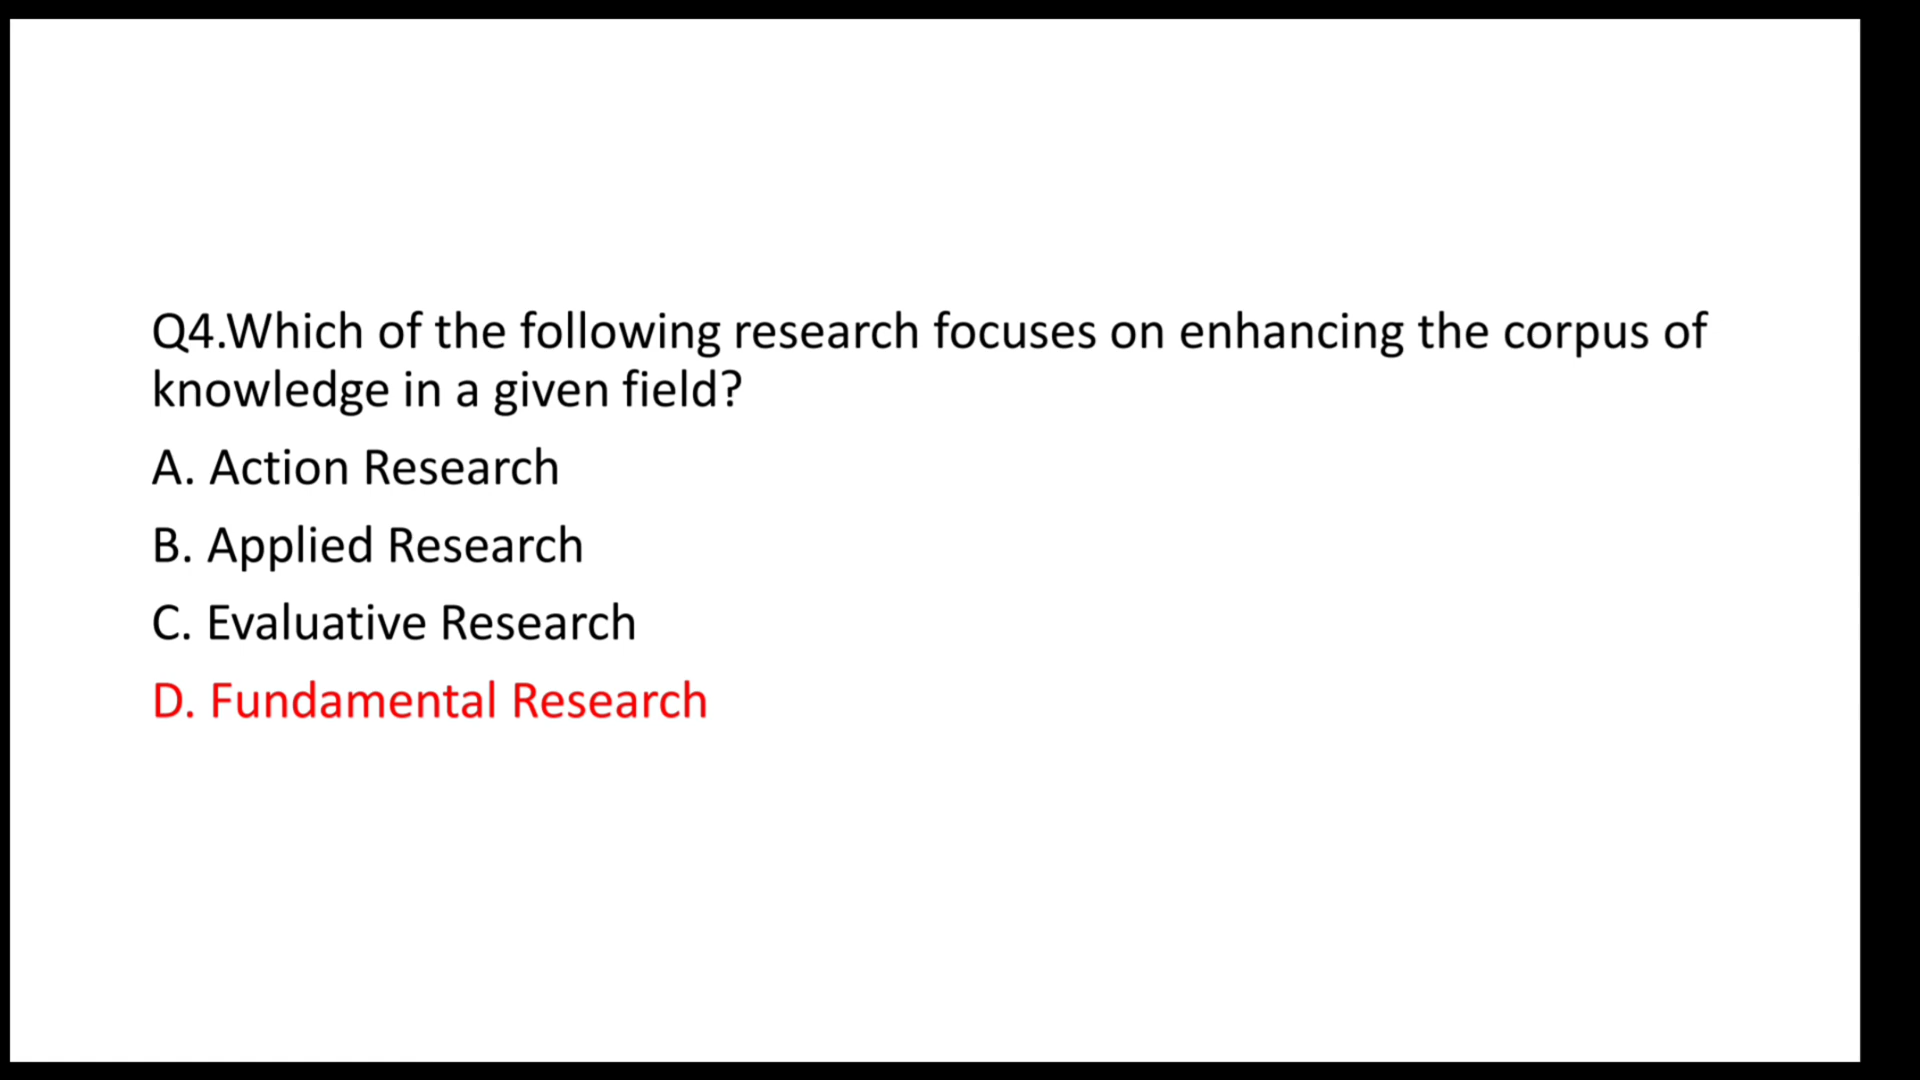 Q4.Which of the following research focuses on enhancing the corpus of
knowledge in a given field?
A. Action Research
B. Applied Research
C. Evaluative Research
D. Fundamental Research